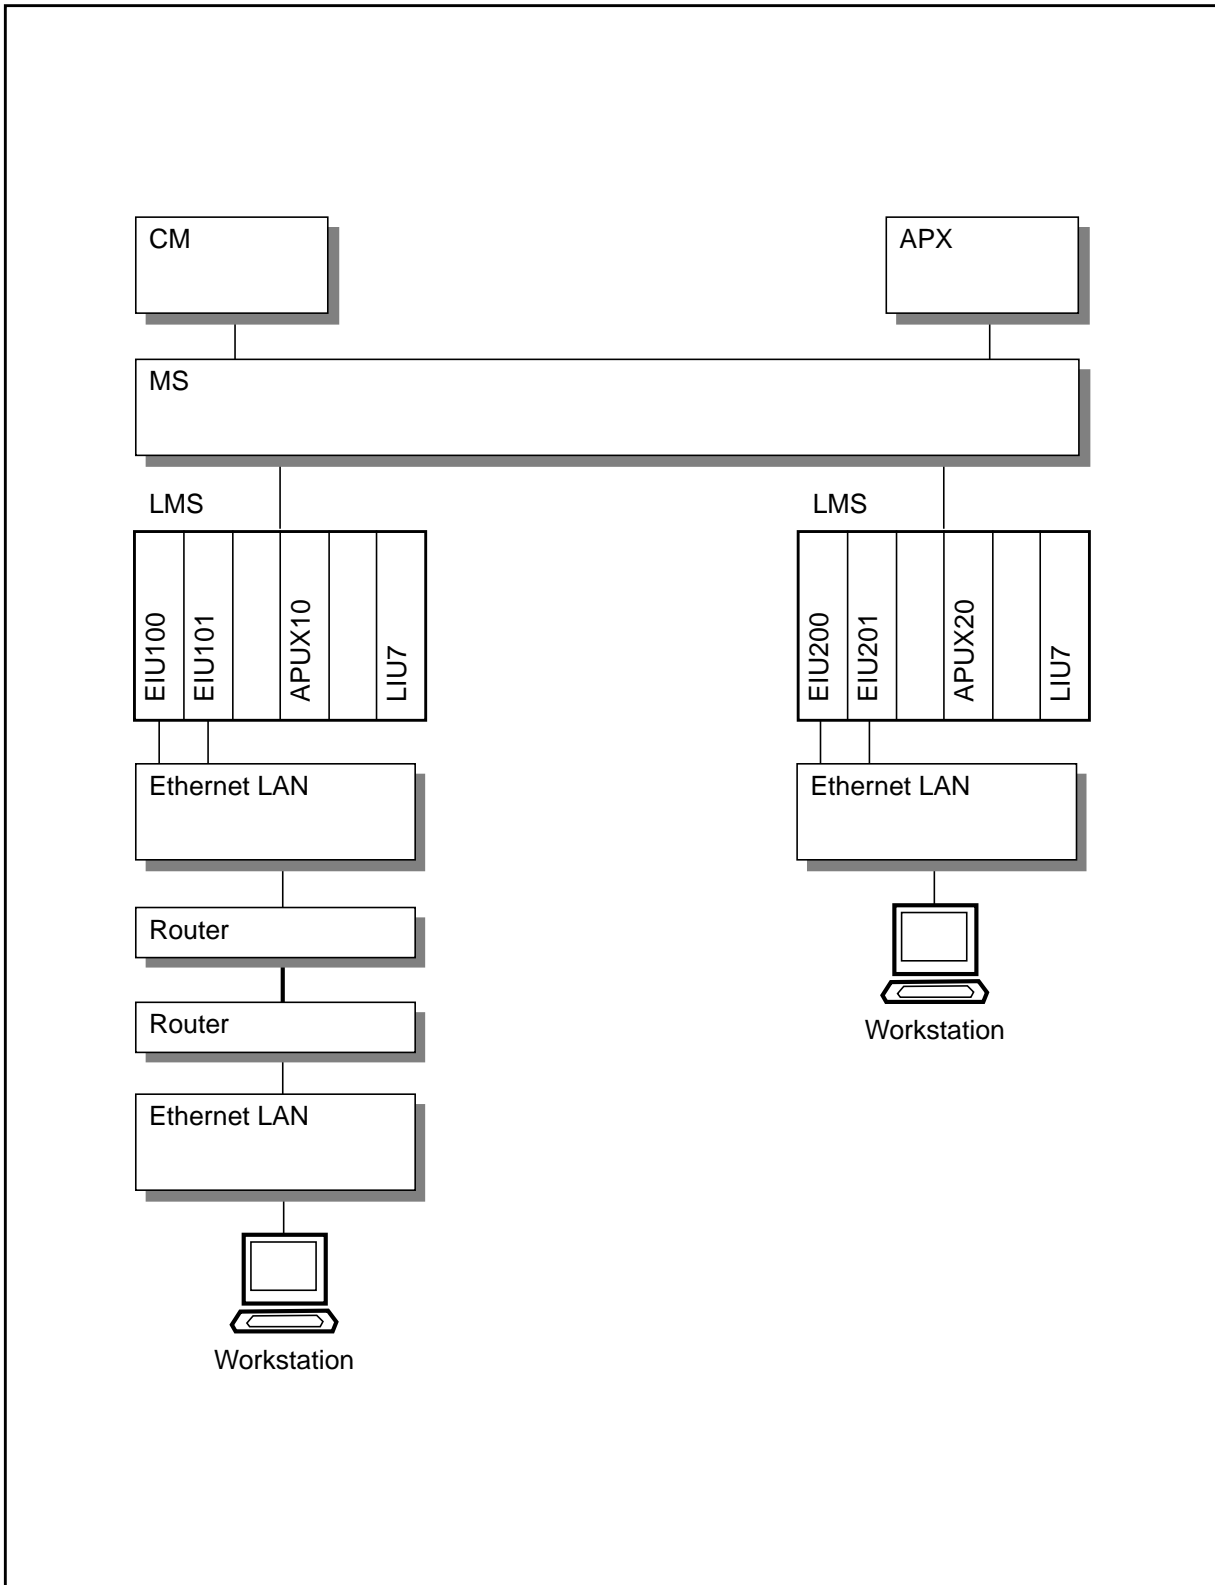 CM
APX
MS
LMS
LMS
EIU100
EIU101
APUX10
LIU7
EIU200
EIU201
APUX20
LIU7
Ethernet LAN
Ethernet LAN
Router
Router
Workstation
Ethernet LAN
Workstation